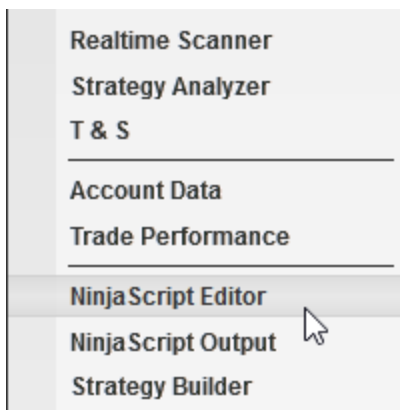 Realtime Scanner
Strategy Analyzer
T & S
Account Data
Trade Performance
NinjaScript Editor
NinjaScript Output
Strategy Builder